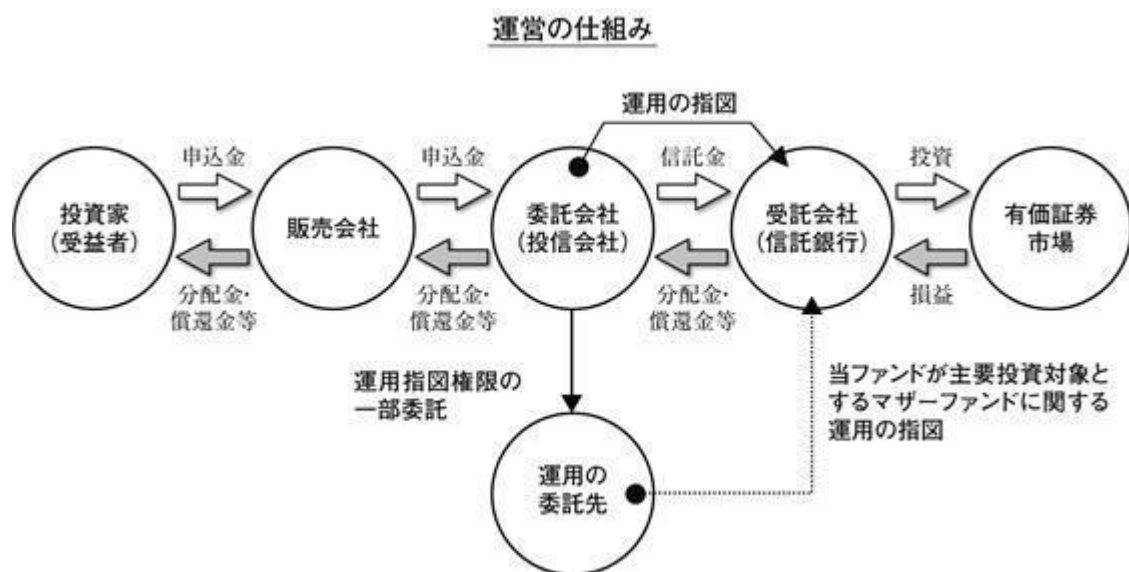 運営の仕組み
運用の指図
申込金
申込金
信託金
投資
投資家
(受益者)
販売会社
委託会社
(投信会社)
受託会社
(信託銀行)
有価証券
市場
分配金・
償還金等
分配金・
償還金等
分配金・
償還金等
損益
運用指図権限の
一部委託
当ファンドが主要投資対象と
するマザーファンドに関する
運用の指図
運用の
委託先